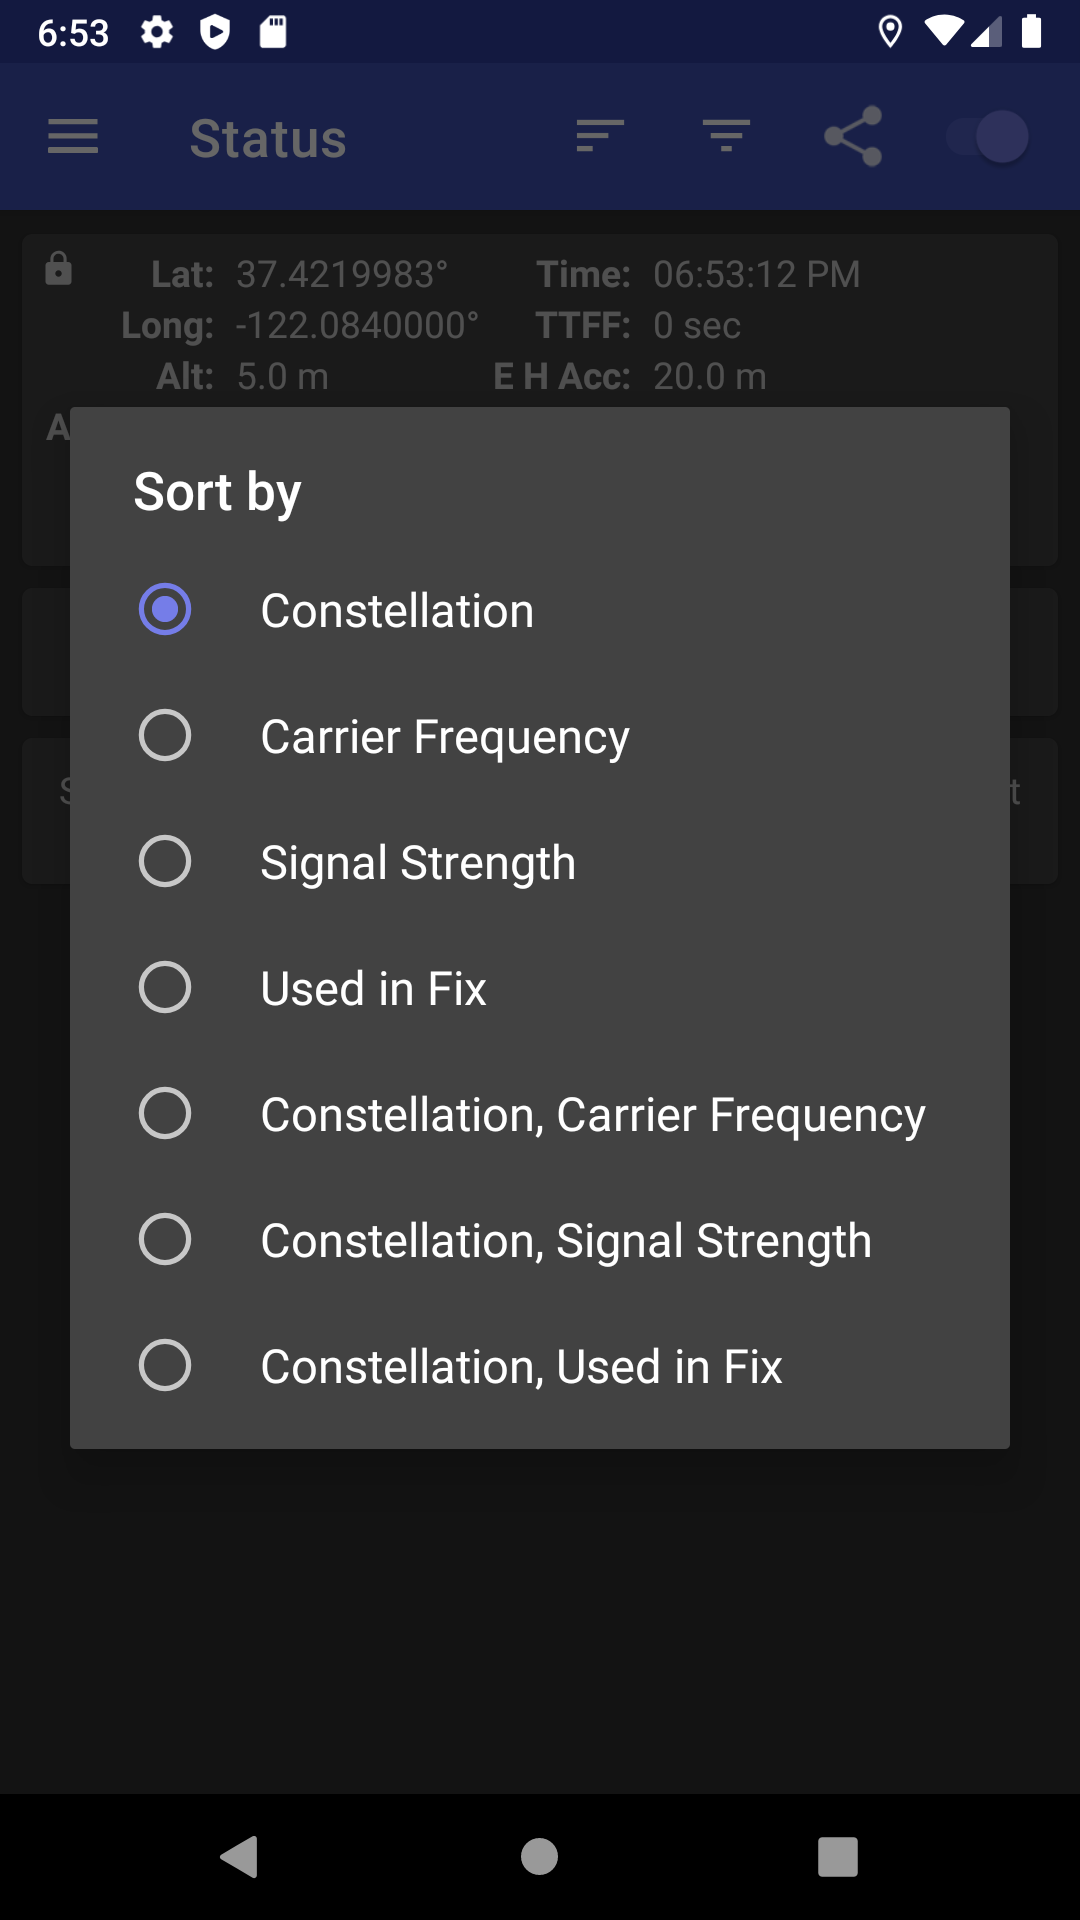 6:53
Status
Lat: 37.4219983° Time: 06:53:12 PM
Long: -122.0840000° TTFF: 0 sec
Alt: 5.0 m E H Acc: 20.0 m
Sort by
Constellation
Carrier Frequency
Signal Strength
Used in Fix
Constellation, Carrier Frequency
Constellation, Signal Strength
Constellation, Used in Fix